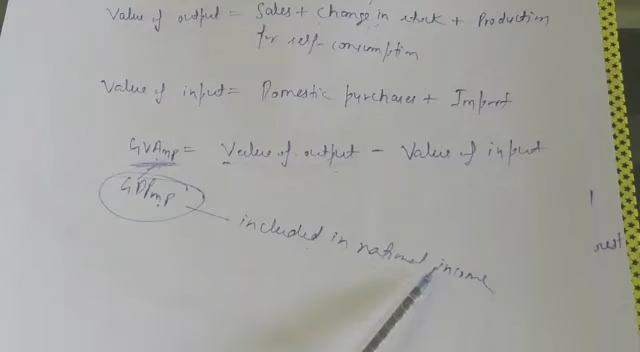 Value of output = Sales + Change in stock + Production
for self-consumption
Value of input = Domestic purchases + Import
GVAmp = Value of output - Value of input
GDPmp
included in national income